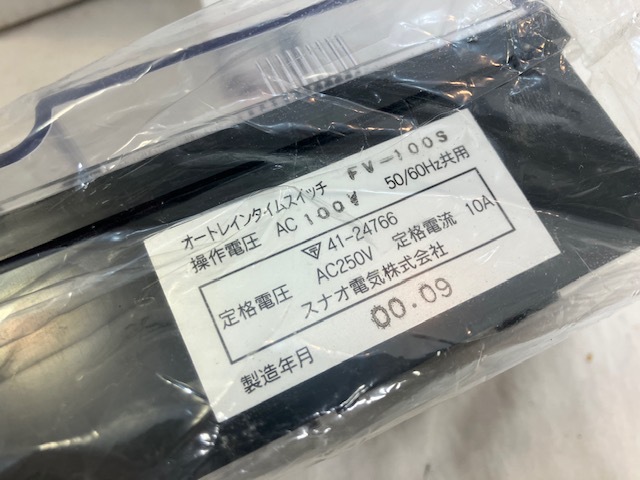 オートレインタイムスイッチ FV-100S
操作電圧 AC 100V 50/60Hz共用
▽ 41-24766
定格電圧 AC250V 定格電流 10A
スナオ電気株式会社
製造年月 00.09